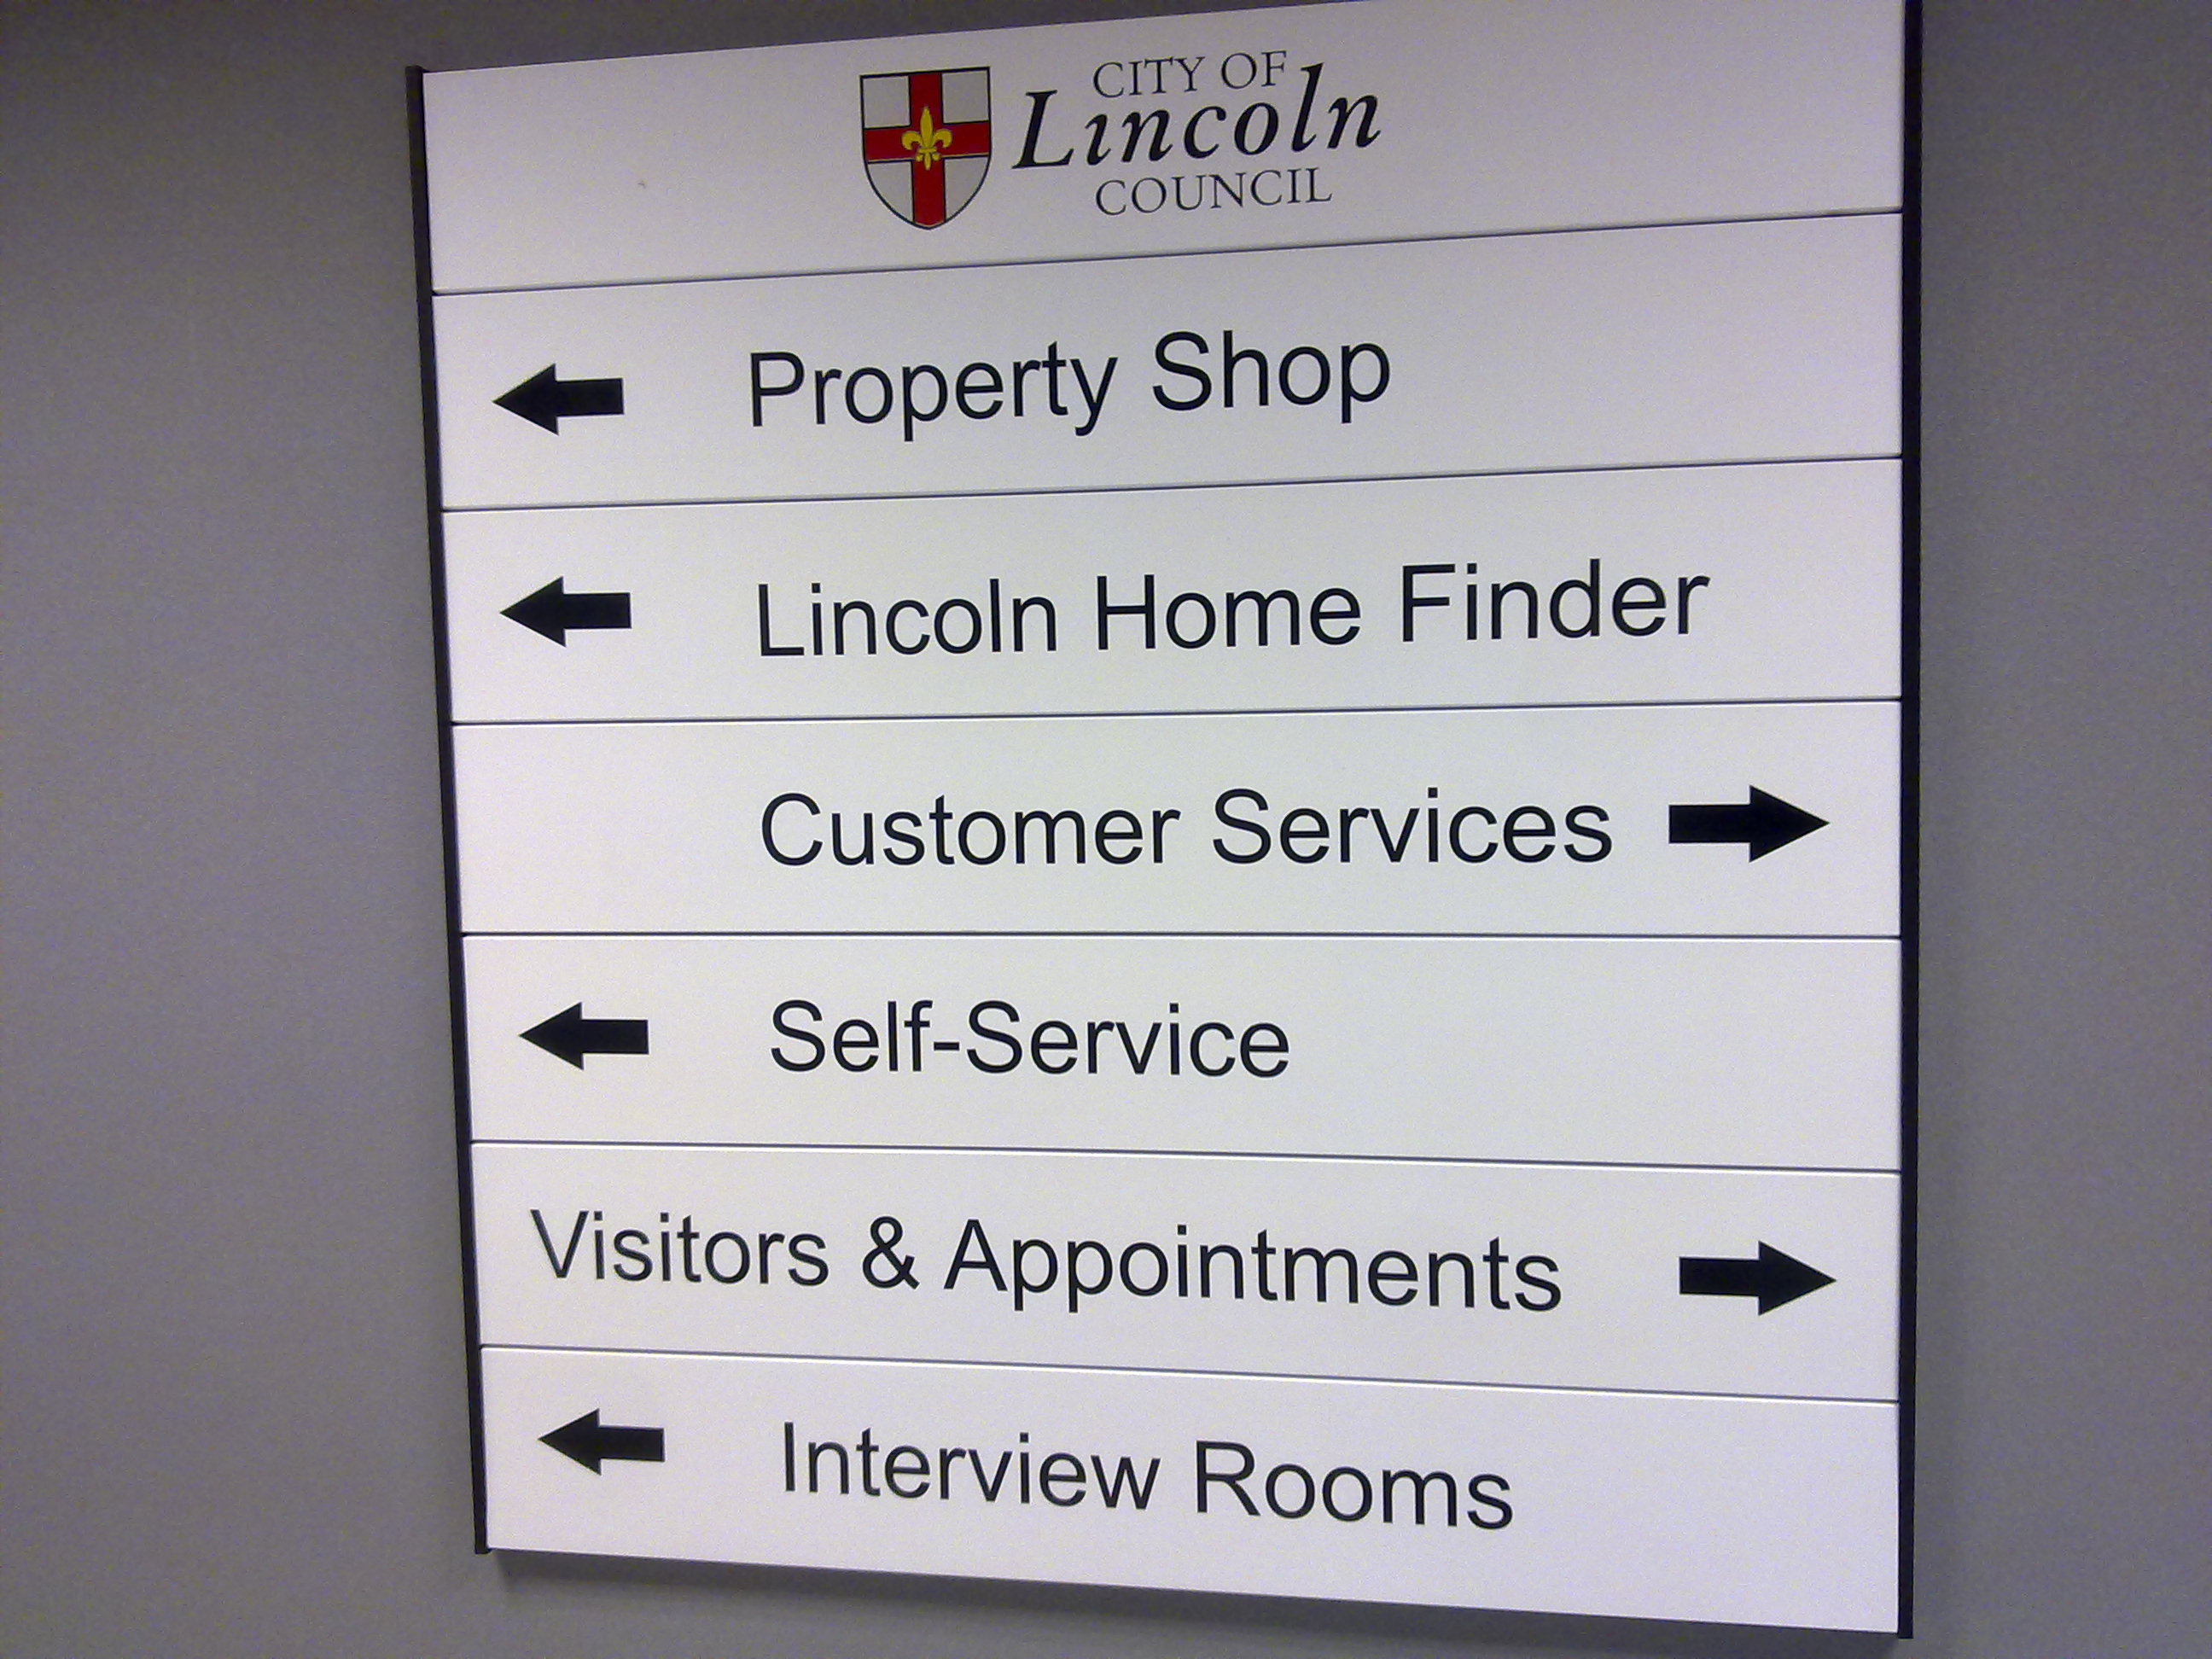 CITY OF
Lincoln
COUNCIL
Property Shop
Lincoln Home Finder
Customer Services
Self-Service
Visitors & Appointments
Interview Rooms